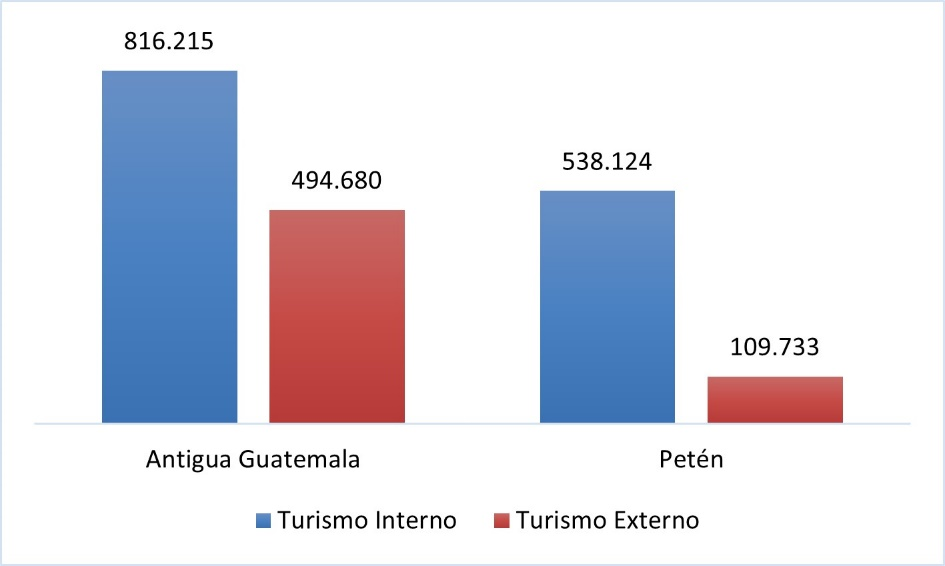 816.215
494.680
538.124
109.733
Antigua Guatemala
Petén
Turismo Interno
Turismo Externo